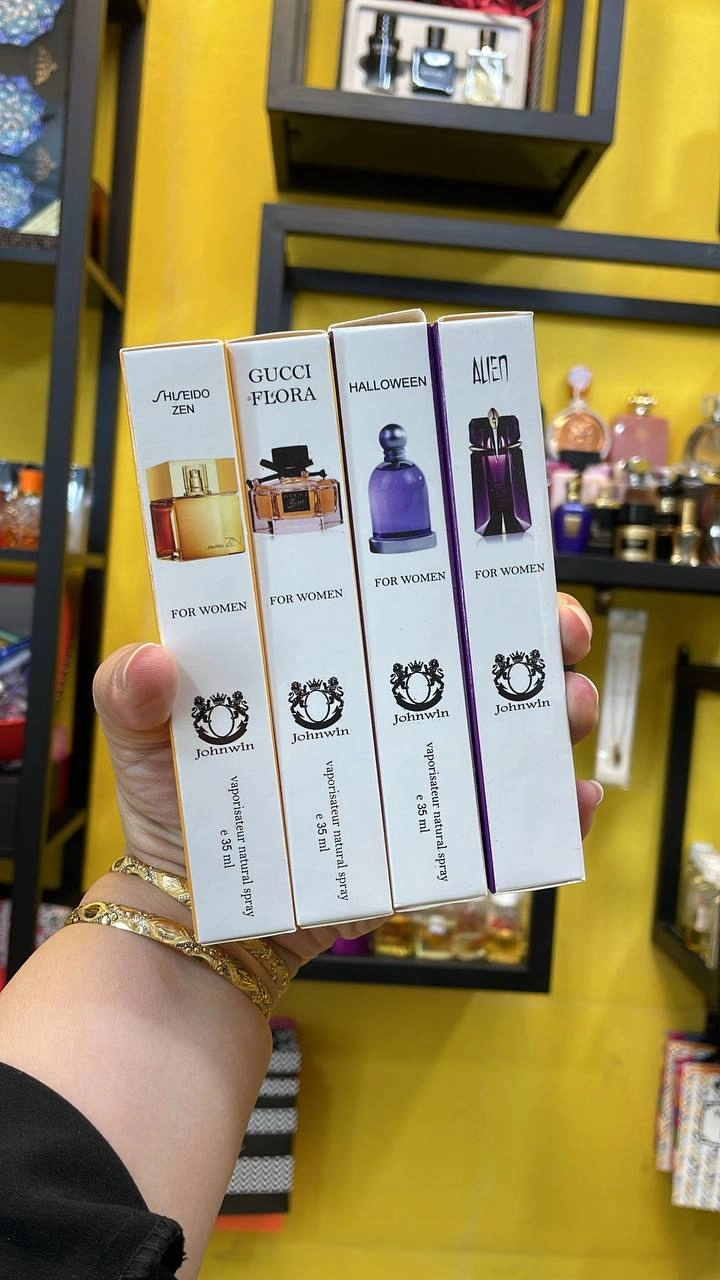 SHISEIDO
ZEN
FOR WOMEN
Johnwin
vaporisateur natural spray
e 35 ml
GUCCI
FLORA
GUCCI
FOR WOMEN
Johnwin
vaporisateur natural spray
e 35 ml
HALLOWEEN
FOR WOMEN
Johnwin
vaporisateur natural spray
e 35 ml
ALIEN
FOR WOMEN
Johnwin